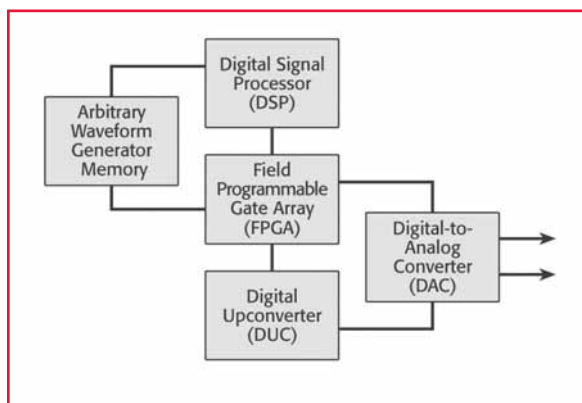 Digital Signal
Processor
(DSP)
Arbitrary
Waveform
Generator
Memory
Field
Programmable
Gate Array
(FPGA)
Digital-to-
Analog
Converter
(DAC)
Digital
Upconverter
(DUC)